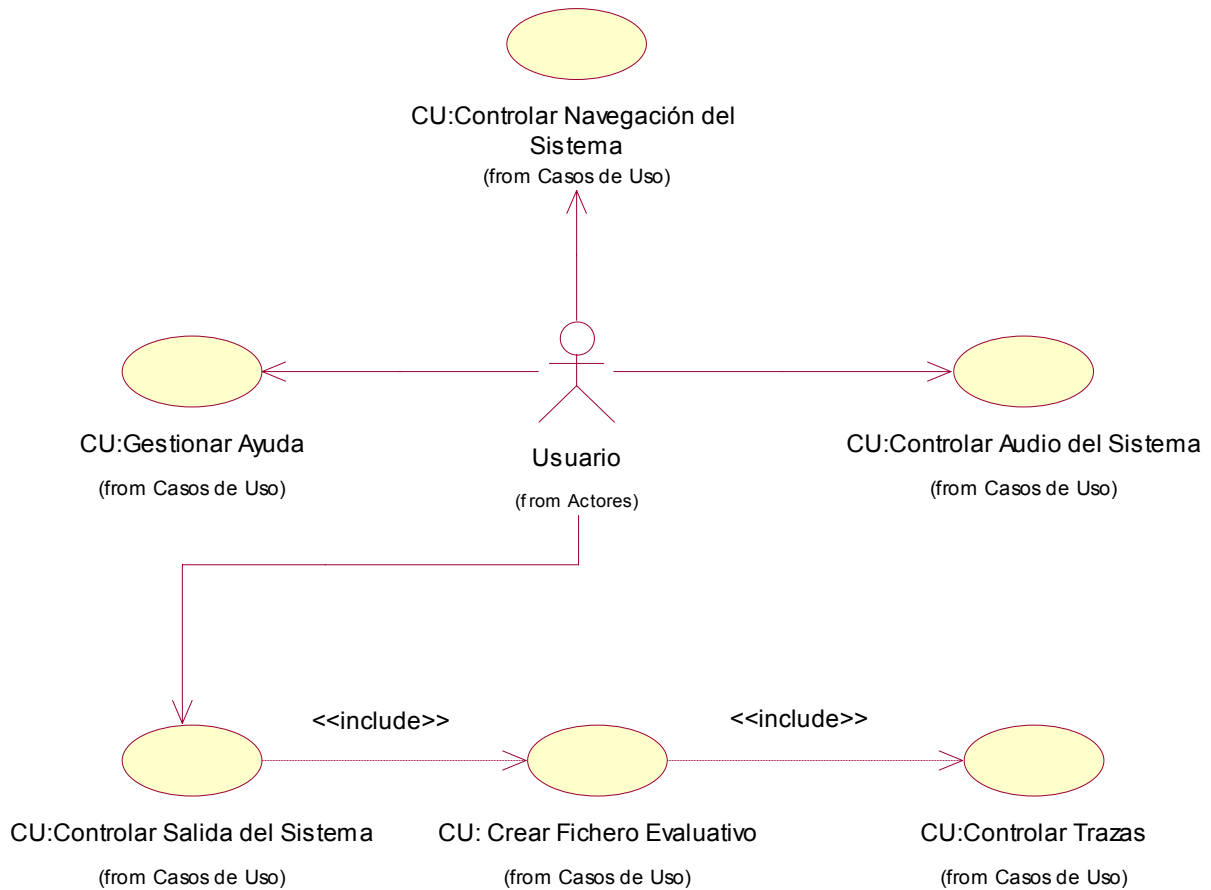 CU:Controlar Navegación del
Sistema
(from Casos de Uso)
CU:Gestionar Ayuda
(from Casos de Uso)
Usuario
(from Actores)
CU:Controlar Audio del Sistema
(from Casos de Uso)
<<include>>
<<include>>
CU:Controlar Salida del Sistema
(from Casos de Uso)
CU: Crear Fichero Evaluativo
(from Casos de Uso)
CU:Controlar Trazas
(from Casos de Uso)